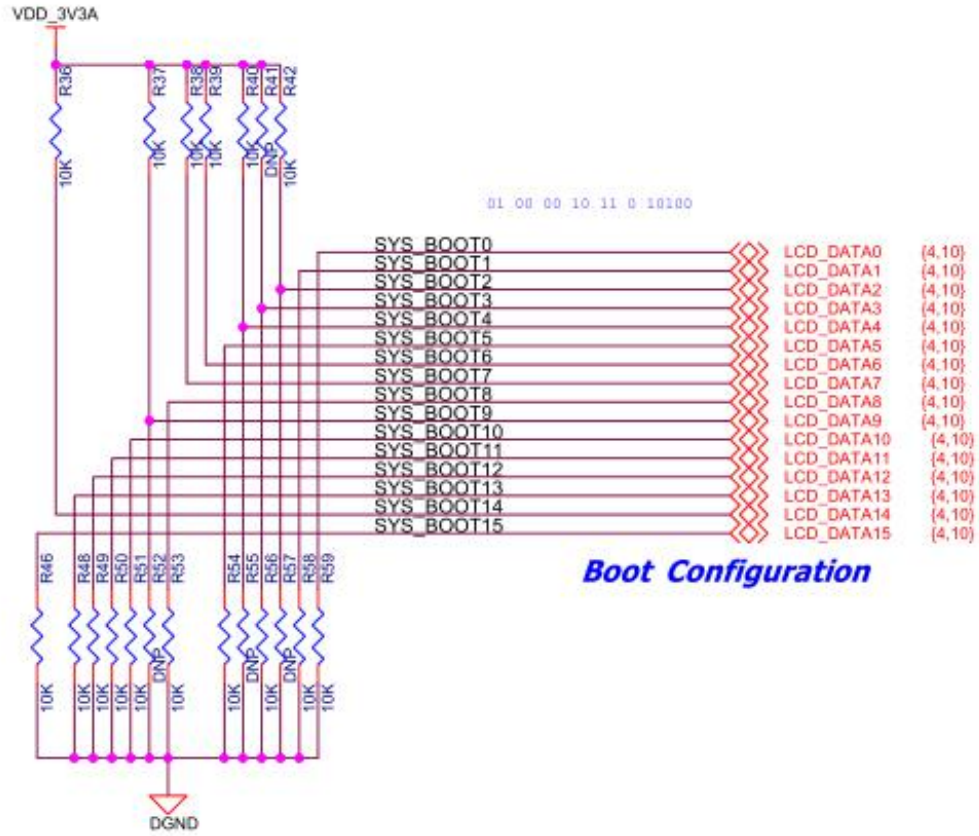 VDD_3V3A
R36
R37
R38
R39
R40
R41
R42
10K
10K
10K
10K
10K
DNP
10K
01 00 00 10 11 0 10100
SYS_BOOT0 LCD_DATA0 {4,10}
SYS_BOOT1 LCD_DATA1 {4,10}
SYS_BOOT2 LCD_DATA2 {4,10}
SYS_BOOT3 LCD_DATA3 {4,10}
SYS_BOOT4 LCD_DATA4 {4,10}
SYS_BOOT5 LCD_DATA5 {4,10}
SYS_BOOT6 LCD_DATA6 {4,10}
SYS_BOOT7 LCD_DATA7 {4,10}
SYS_BOOT8 LCD_DATA8 {4,10}
SYS_BOOT9 LCD_DATA9 {4,10}
SYS_BOOT10 LCD_DATA10 {4,10}
SYS_BOOT11 LCD_DATA11 {4,10}
SYS_BOOT12 LCD_DATA12 {4,10}
SYS_BOOT13 LCD_DATA13 {4,10}
SYS_BOOT14 LCD_DATA14 {4,10}
SYS_BOOT15 LCD_DATA15 {4,10}
Boot Configuration
R46
R48
R49
R50
R51
R52
R53
R54
R55
R56
R57
R58
R59
10K
10K
10K
10K
10K
10K
DNP
10K
10K
10K
DNP
10K
DNP
10K
10K
DGND